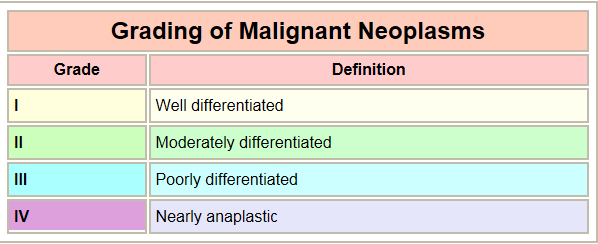 Grading of Malignant Neoplasms
Grade Definition
I Well differentiated
II Moderately differentiated
III Poorly differentiated
IV Nearly anaplastic